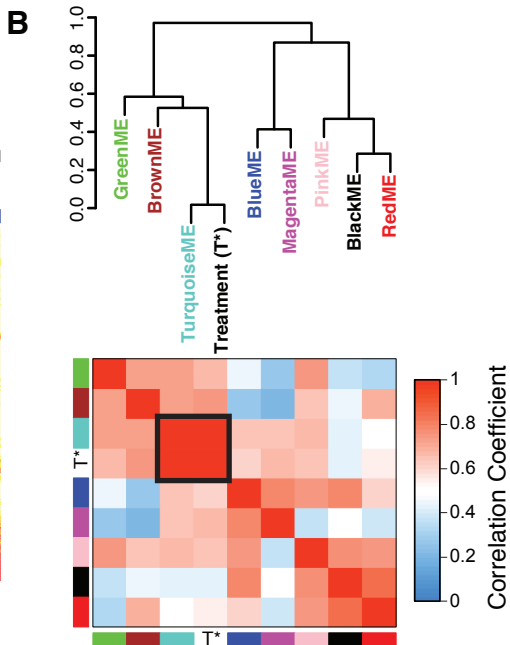 B
1.0
0.8
0.6
0.4
0.2
0.0
GreenME
BrownME
TurquoiseME
Treatment (T*)
BlueME
MagentaME
PinkME
BlackME
RedME
T*
T*
1
0.8
0.6
0.4
0.2
0
Correlation Coefficient